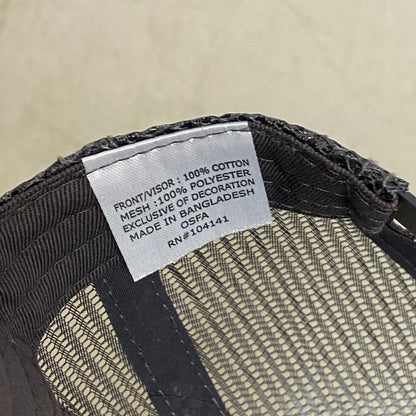 FRONT/VISOR : 100% COTTON
MESH :100% POLYESTER
EXCLUSIVE OF DECORATION
MADE IN BANGLADESH
OSFA
RN#104141